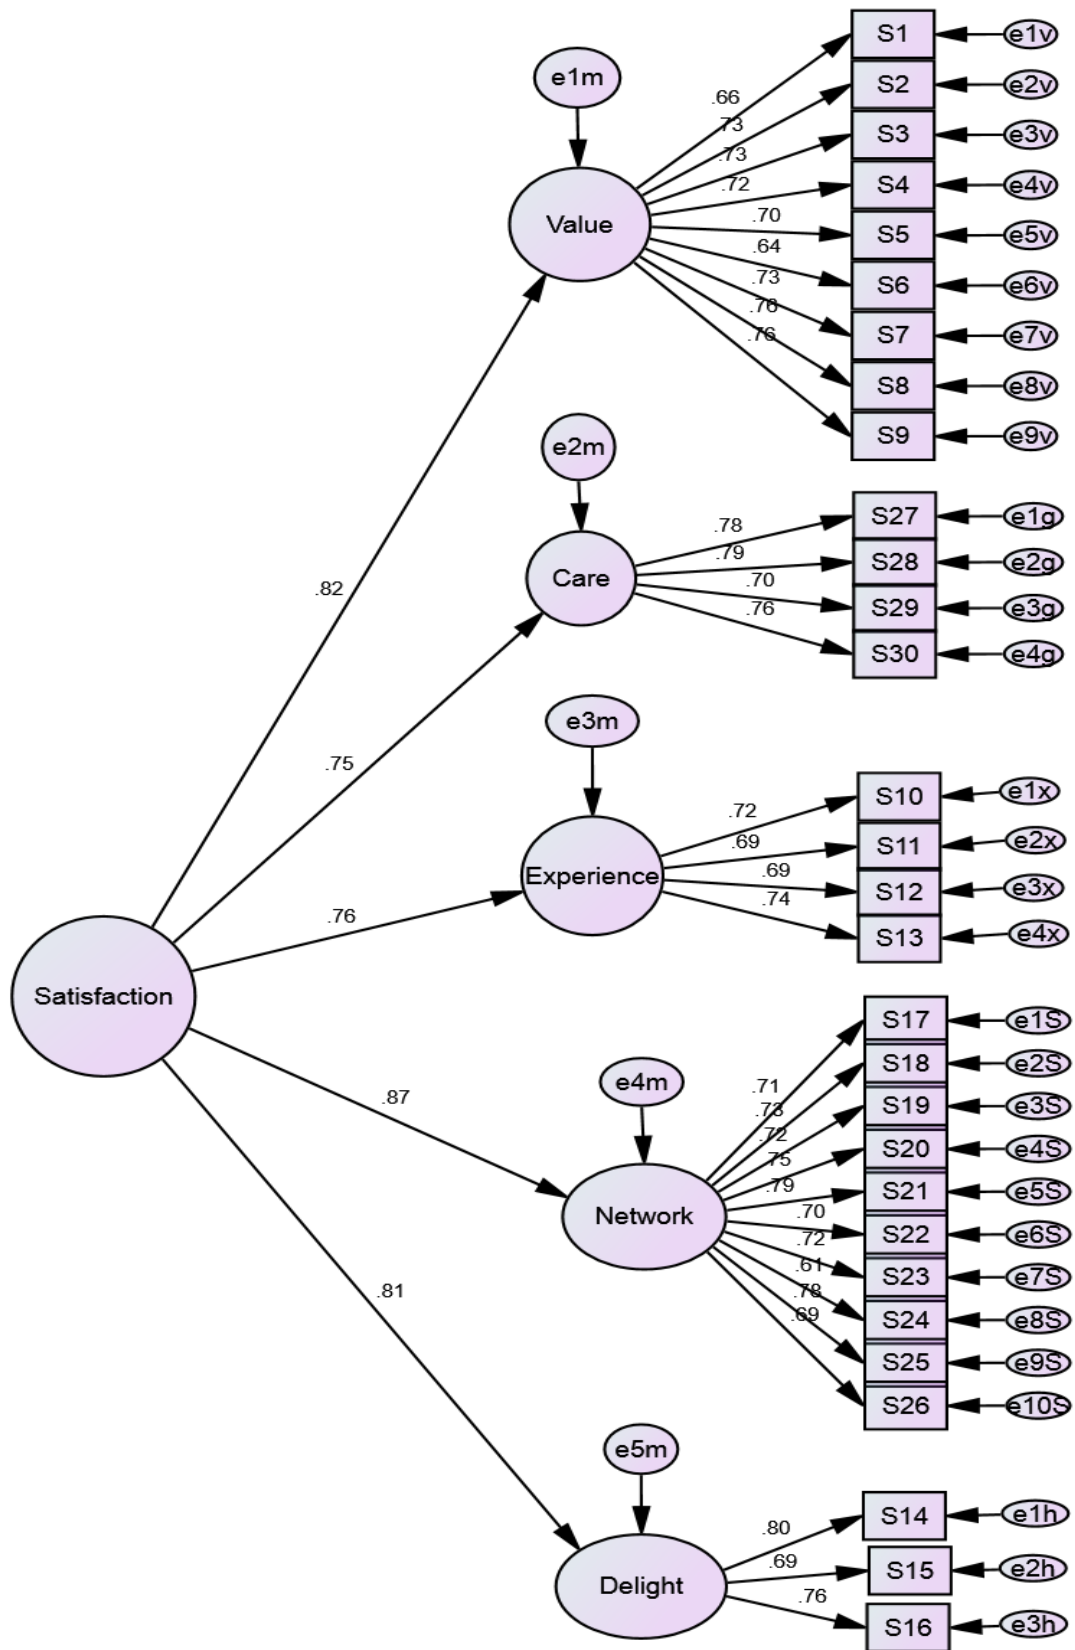 S1
e1v
e1m
S2
e2v
.66
.73
S3
e3v
.73
S4
e4v
.72
Value
.70
S5
e5v
.64
S6
e6v
.73
.76
S7
e7v
.76
S8
e8v
S9
e9v
e2m
S27
e1g
.78
.79
S28
e2g
Care
.70
S29
e3g
.76
S30
e4g
.82
e3m
.75
S10
e1x
.72
.69
S11
e2x
Experience
.69
S12
e3x
.74
S13
e4x
.76
Satisfaction
S17
e1S
S18
e2S
e4m
.71
.87
.73
S19
e3S
.72
S20
e4S
.75
.79
S21
e5S
Network
.70
S22
e6S
.72
.61
S23
e7S
.78
.69
S24
e8S
.81
S25
e9S
S26
e10S
e5m
S14
e1h
.80
.69
S15
e2h
Delight
.76
S16
e3h